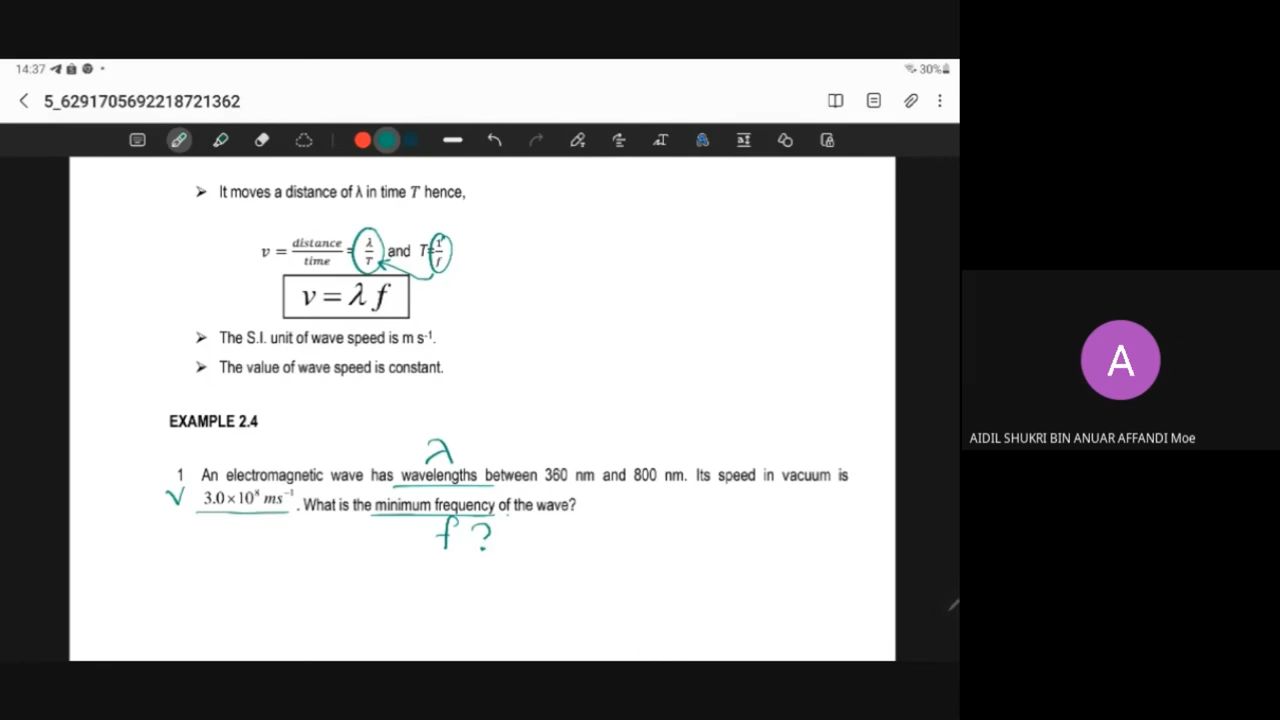 14:37
30%
5_6291705692218721362
➤ It moves a distance of λ in time T hence,
v = distance/time = λ/T and T = 1/f
v = λ f
➤ The S.I. unit of wave speed is m s⁻¹.
➤ The value of wave speed is constant.
EXAMPLE 2.4
λ
1 An electromagnetic wave has wavelengths between 360 nm and 800 nm. Its speed in vacuum is
v 3.0 × 10⁸ ms⁻¹. What is the minimum frequency of the wave?
f ?
A
AIDIL SHUKRI BIN ANUAR AFFANDI Moe